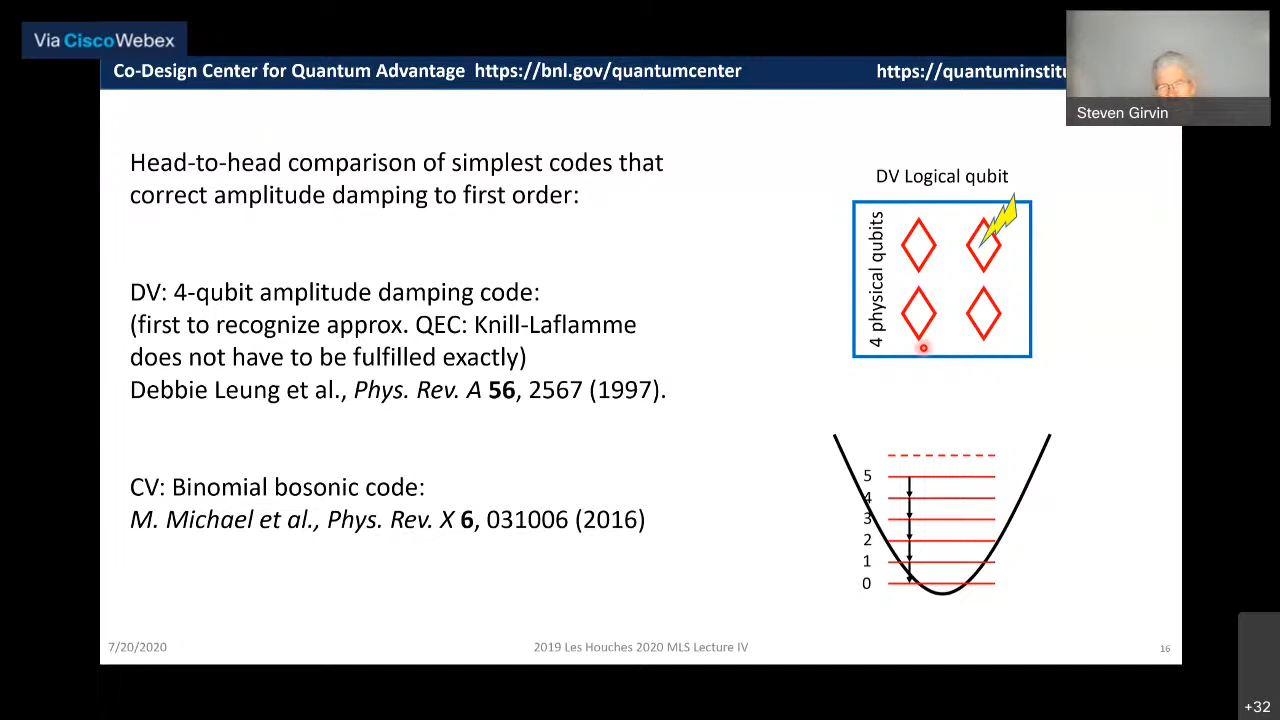 Via CiscoWebex
Co-Design Center for Quantum Advantage https://bnl.gov/quantumcenter
https://quantuminstitu
Steven Girvin
Head-to-head comparison of simplest codes that
correct amplitude damping to first order:
DV: 4-qubit amplitude damping code:
(first to recognize approx. QEC: Knill-Laflamme
does not have to be fulfilled exactly)
Debbie Leung et al., Phys. Rev. A 56, 2567 (1997).
CV: Binomial bosonic code:
M. Michael et al., Phys. Rev. X 6, 031006 (2016)
DV Logical qubit
4 physical qubits
5
4
3
2
1
0
7/20/2020
2019 Les Houches 2020 MLS Lecture IV
16
+32